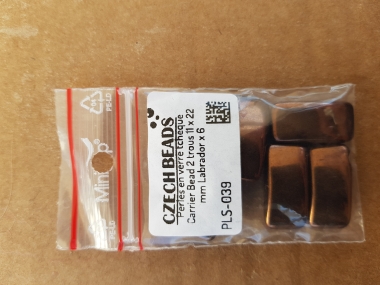 CZECH BEADS
Perles en verre tchèque
Carrier Bead 2 trous 11 x 22
mm Labrador x 6
PLS-039